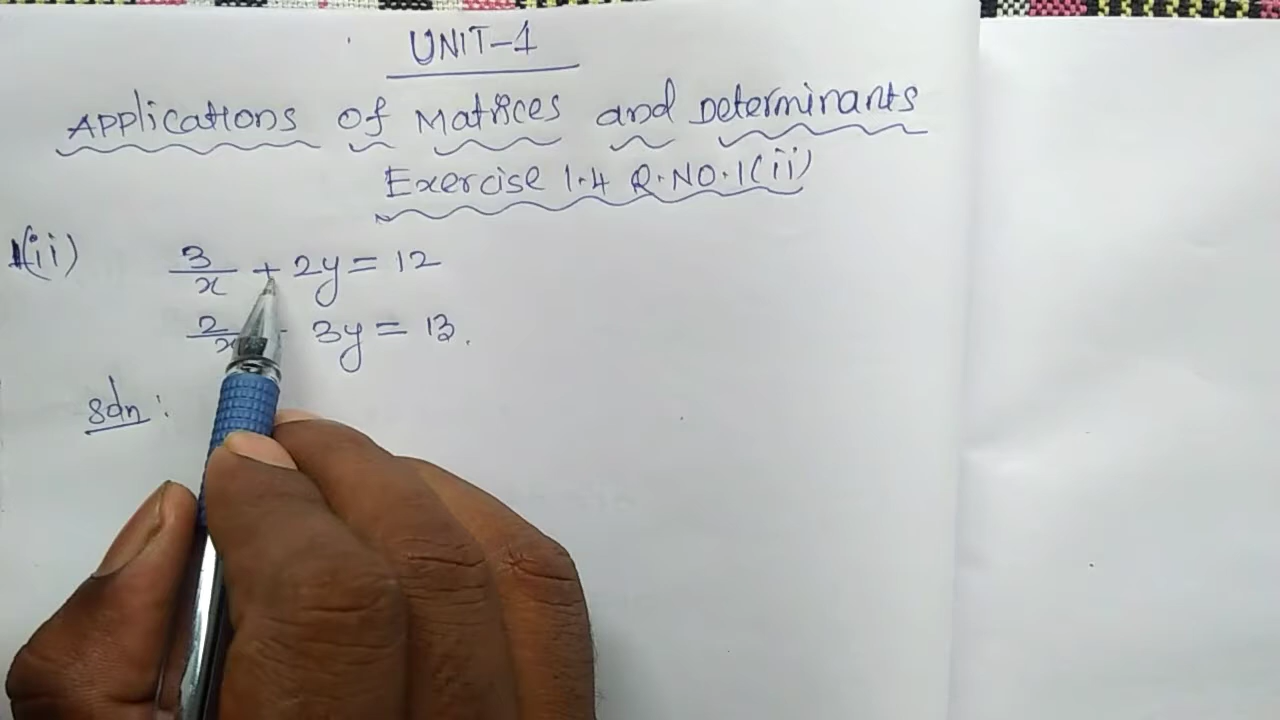 UNIT-1
Applications of Matrices and Determinants
Exercise 1.4 Q.NO.1(ii)
1(ii) 3/x + 2y = 12
2/x 3y = 13.
Soln: